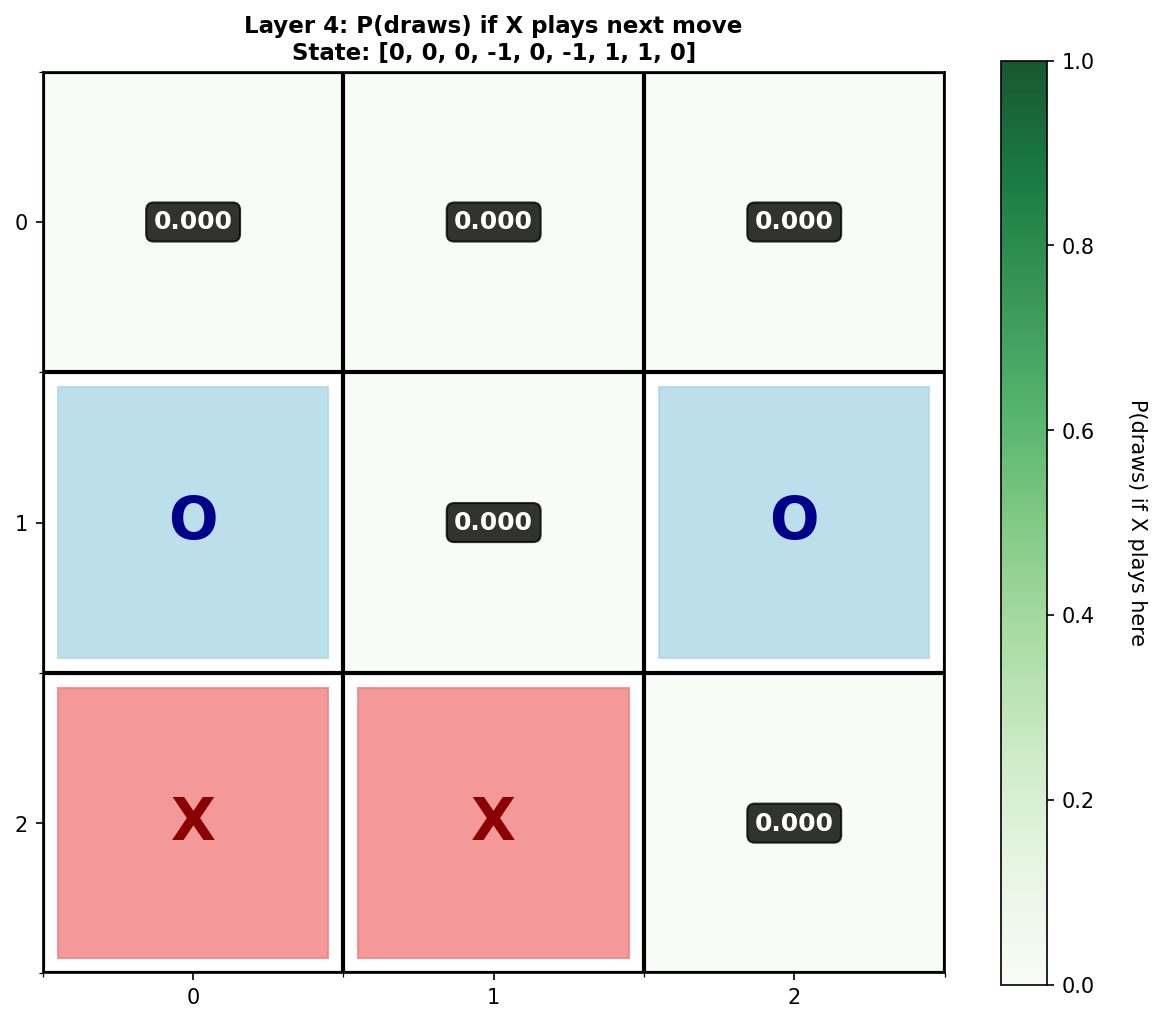 Layer 4: P(draws) if X plays next move
State: [0, 0, 0, -1, 0, -1, 1, 1, 0]
0
0.000
0.000
0.000
1
O
0.000
O
2
X
X
0.000
0
1
2
1.0
0.8
0.6
0.4
0.2
0.0
P(draws) if X plays here